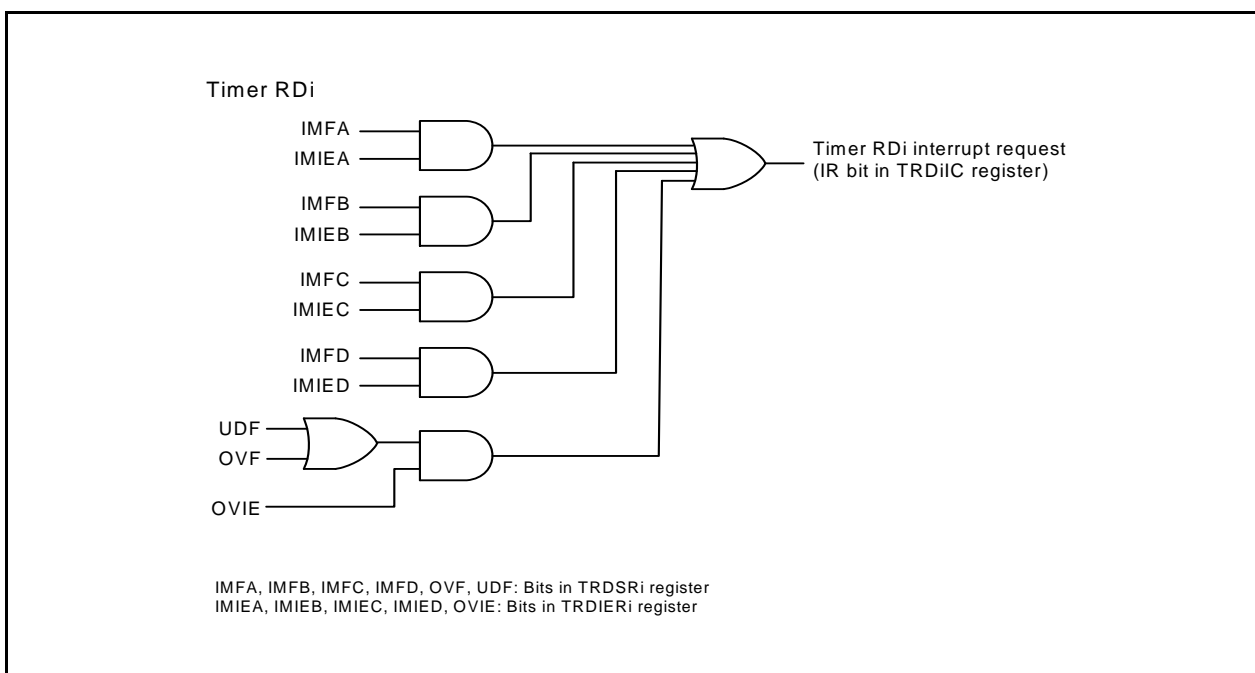 Timer RDi
IMFA
IMIEA
Timer RDi interrupt request
(IR bit in TRDiIC register)
IMFB
IMIEB
IMFC
IMIEC
IMFD
IMIED
UDF
OVF
OVIE
IMFA, IMFB, IMFC, IMFD, OVF, UDF: Bits in TRDSRi register
IMIEA, IMIEB, IMIEC, IMIED, OVIE: Bits in TRDIERi register